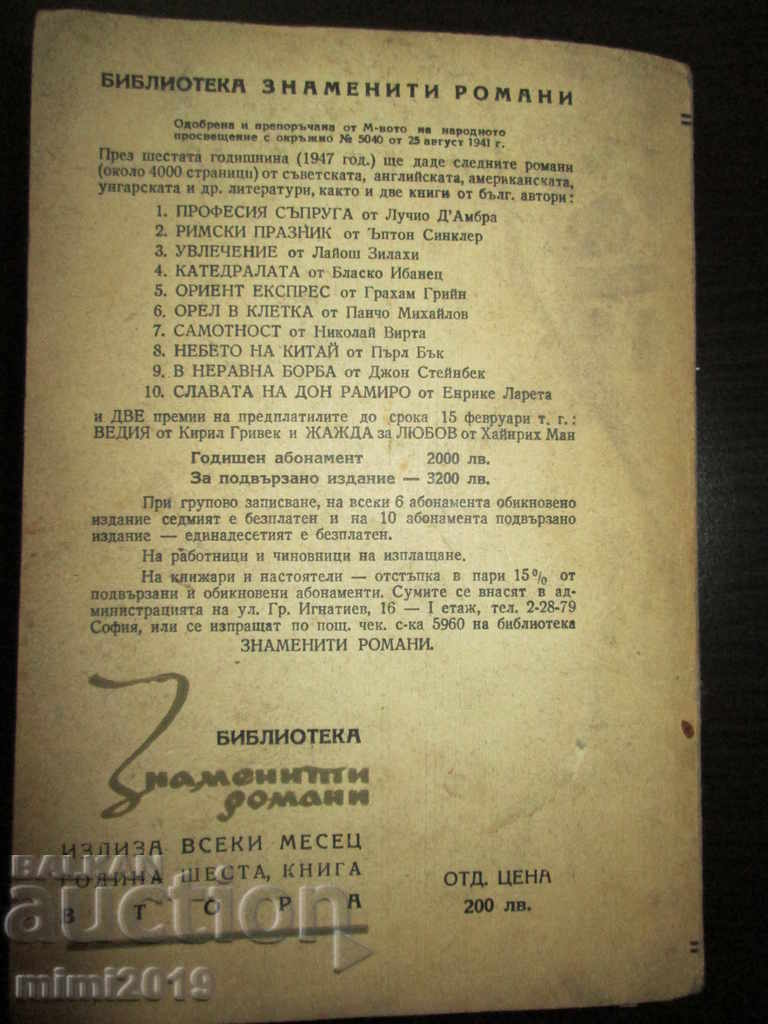 БИБЛИОТЕКА ЗНАМЕНИТИ РОМАНИ
Одобрена и препоръчана от М-вото на народното
просвещение с окръжно № 5040 от 25 август 1941 г.
През шестата годишнина (1947 год.) ще даде следните романи
(около 4000 страници) от съветската, английската, американската,
унгарската и др. литератури, както и две книги от бълг. автори:
1. ПРОФЕСИЯ СЪПРУГА от Лучио Д'Амбра
2. РИМСКИ ПРАЗНИК от Ъптон Синклер
3. УВЛЕЧЕНИЕ от Лайош Зилахи
4. КАТЕДРАЛАТА от Бласко Ибанец
5. ОРИЕНТ ЕКСПРЕС от Грахам Грийн
6. ОРЕЛ В КЛЕТКА от Панчо Михайлов
7. САМОТНОСТ от Николай Вирта
8. НЕБЕТО НА КИТАЙ от Пърл Бък
9. В НЕРАВНА БОРБА от Джон Стейнбек
10. СЛАВАТА НА ДОН РАМИРО от Енрике Ларета
и ДВЕ премии на предплатилите до срока 15 февруари т. г.:
ВЕДИЯ от Кирил Гривек и ЖАЖДА за ЛЮБОВ от Хайнрих Ман
Годишен абонамент 2000 лв.
За подвързано издание — 3200 лв.
При групово записване, на всеки 6 абонамента обикновено
издание седмият е безплатен и на 10 абонамента подвързано
издание — единадесетият е безплатен.
На работници и чиновници на изплащане.
На книжари и настоятели — отстъпка в пари 15% от
подвързани и обикновени абонаменти. Сумите се внасят в ад-
министрацията на ул. Гр. Игнатиев, 16 — I етаж, тел. 2-28-79
София, или се изпращат по пощ. чек. с-ка 5960 на библиотека
ЗНАМЕНИТИ РОМАНИ.
БИБЛИОТЕКА
Знаменити
романи
ИЗЛИЗА ВСЕКИ МЕСЕЦ
ГОДИНА ШЕСТА, КНИГА
ВТОРА
ОТД. ЦЕНА
200 лв.
BALKAN
auction
mimi2019